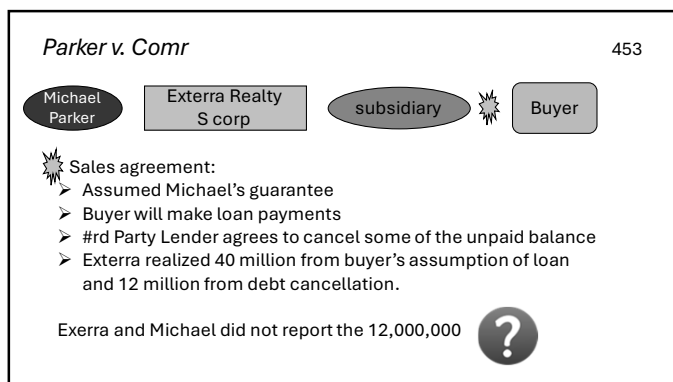 Parker v. Comr
453
Michael
Parker
Exterra Realty
S corp
subsidiary
Buyer
Sales agreement:
➢ Assumed Michael’s guarantee
➢ Buyer will make loan payments
➢ #rd Party Lender agrees to cancel some of the unpaid balance
➢ Exterra realized 40 million from buyer’s assumption of loan
and 12 million from debt cancellation.
Exerra and Michael did not report the 12,000,000
?